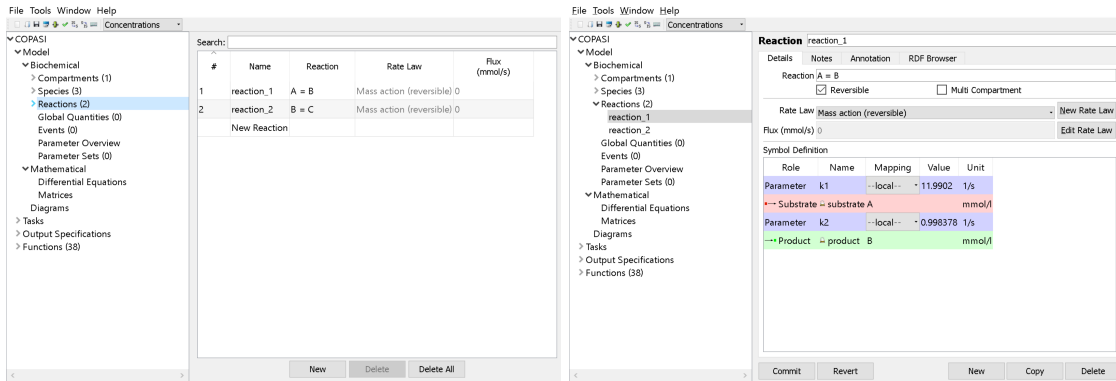 File Tools Window Help
Concentrations
COPASI
Model
Biochemical
Compartments (1)
Species (3)
Reactions (2)
Global Quantities (0)
Events (0)
Parameter Overview
Parameter Sets (0)
Mathematical
Differential Equations
Matrices
Diagrams
Tasks
Output Specifications
Functions (38)
Search:
# Name Reaction Rate Law Flux (mmol/s)
1 reaction_1 A = B Mass action (reversible) 0
2 reaction_2 B = C Mass action (reversible) 0
New Reaction
New Delete Delete All
File Tools Window Help
Concentrations
COPASI
Model
Biochemical
Compartments (1)
Species (3)
Reactions (2)
reaction_1
reaction_2
Global Quantities (0)
Events (0)
Parameter Overview
Parameter Sets (0)
Mathematical
Differential Equations
Matrices
Diagrams
Tasks
Output Specifications
Functions (38)
Reaction reaction_1
Details Notes Annotation RDF Browser
Reaction A = B
Reversible Multi Compartment
Rate Law Mass action (reversible) New Rate Law
Flux (mmol/s) 0 Edit Rate Law
Symbol Definition
Role Name Mapping Value Unit
Parameter k1 --local-- 11.9902 1/s
Substrate substrate A mmol/l
Parameter k2 --local-- 0.998378 1/s
Product product B mmol/l
Commit Revert New Copy Delete